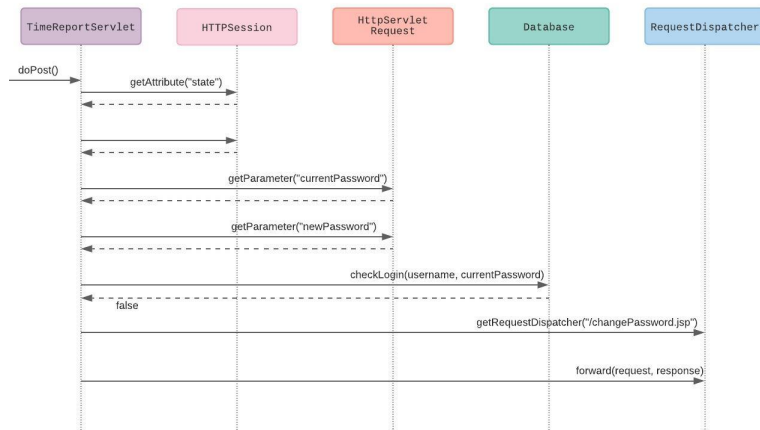 TimeReportServlet
HTTPSession
HttpServlet
Request
Database
RequestDispatcher
doPost()
getAttribute("state")
getParameter("currentPassword")
getParameter("newPassword")
checkLogin(username, currentPassword)
false
getRequestDispatcher("/changePassword.jsp")
forward(request, response)